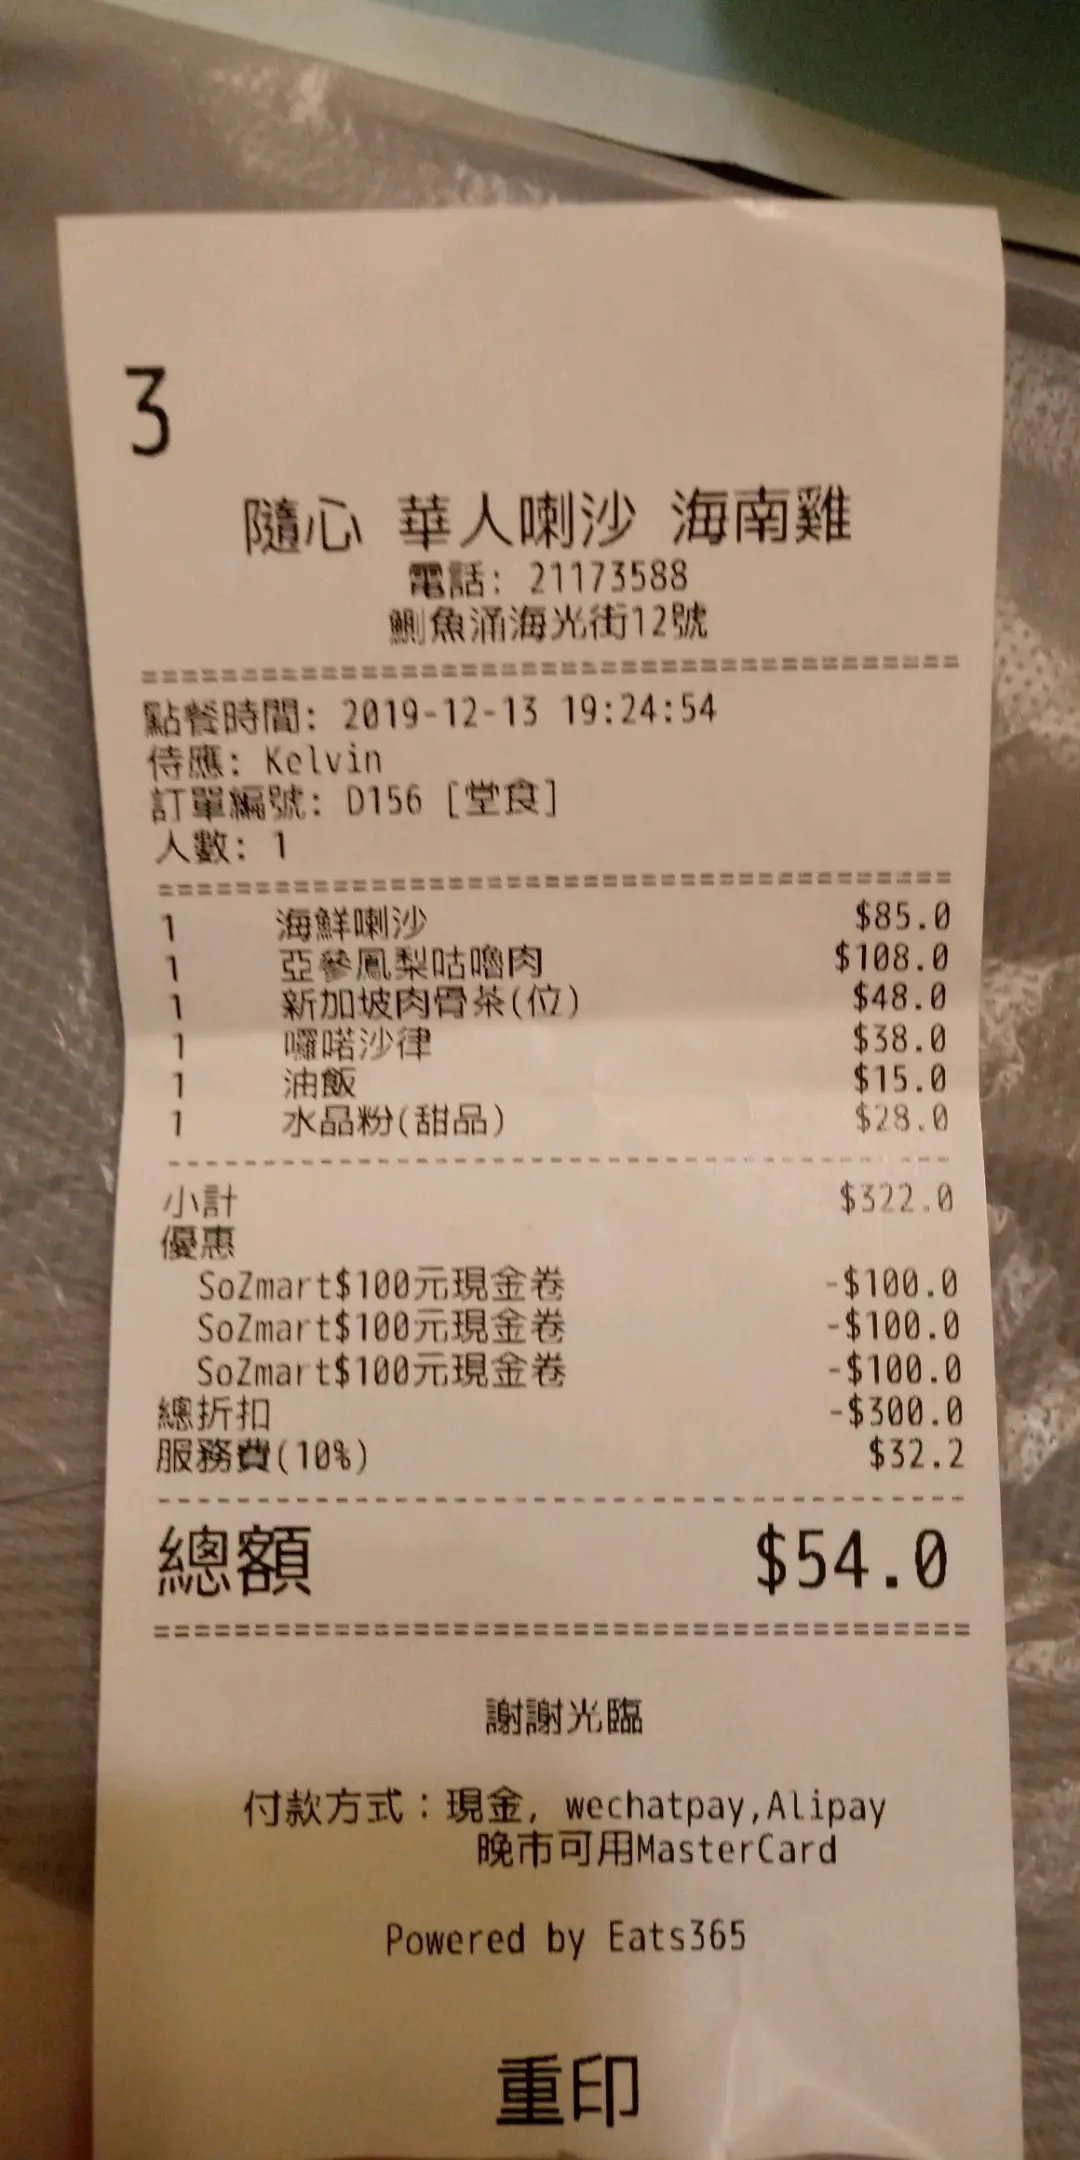 3
隨心 華人喇沙 海南雞
電話: 21173588
鰂魚涌海光街12號
========================================
點餐時間: 2019-12-13 19:24:54
侍應: Kelvin
訂單編號: D156 [堂食]
人數: 1
========================================
1 海鮮喇沙 $85.0
1 亞參鳳梨咕嚕肉 $108.0
1 新加坡肉骨茶(位) $48.0
1 囉喏沙律 $38.0
1 油飯 $15.0
1 水晶粉(甜品) $28.0
----------------------------------------
小計 $322.0
優惠
SoZmart$100元現金卷 -$100.0
SoZmart$100元現金卷 -$100.0
SoZmart$100元現金卷 -$100.0
總折扣 -$300.0
服務費(10%) $32.2
----------------------------------------
總額 $54.0
========================================
謝謝光臨
付款方式：現金, wechatpay,Alipay
晚市可用MasterCard
Powered by Eats365
重印